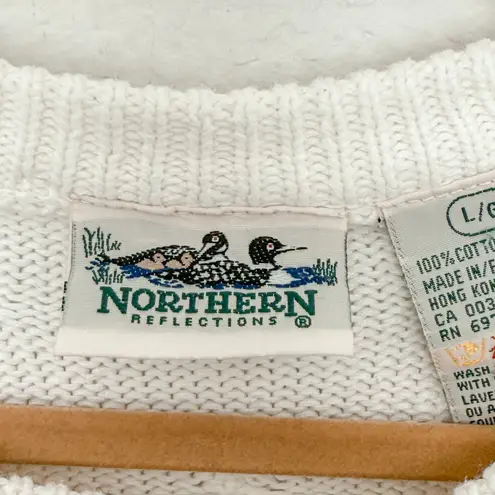 NORTHERN
REFLECTIONS ®
L/G
100% COTTO
MADE IN/F
HONG KON
CA 003
RN 69
WASH
WITH
LAVE
OU A